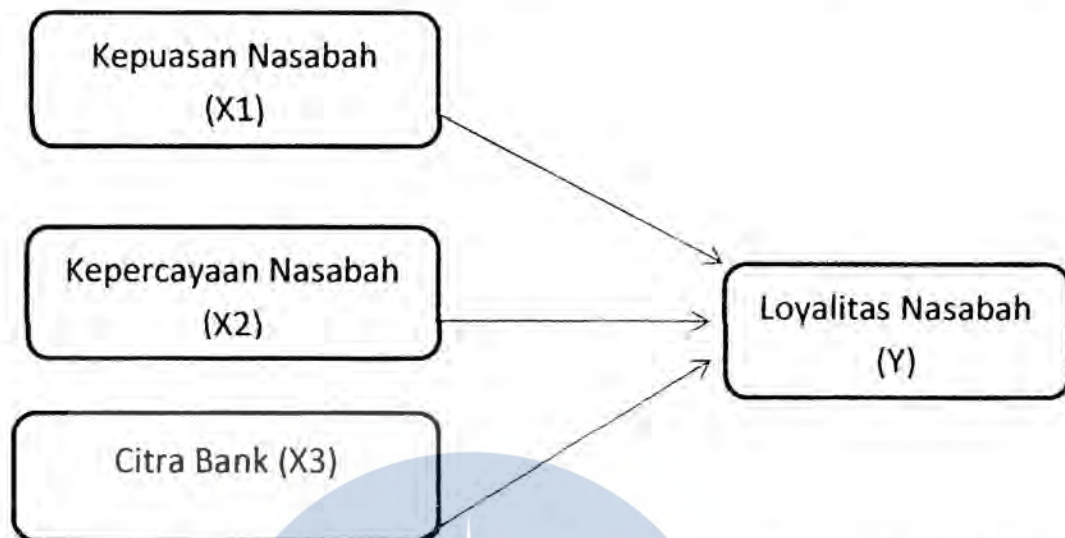 Kepuasan Nasabah
(X1)
Kepercayaan Nasabah
(X2)
Citra Bank (X3)
Loyalitas Nasabah
(Y)